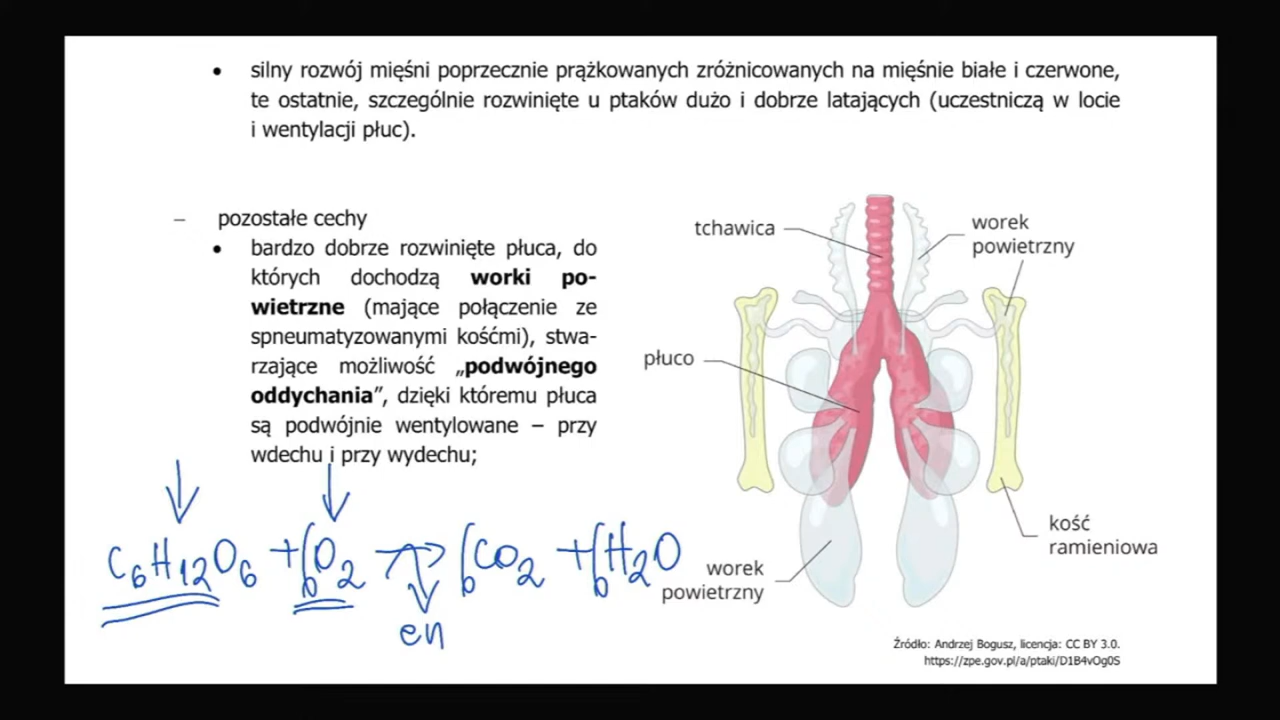 • silny rozwój mięśni poprzecznie prążkowanych zróżnicowanych na mięśnie białe i czerwone,
te ostatnie, szczególnie rozwinięte u ptaków dużo i dobrze latających (uczestniczą w locie
i wentylacji płuc).
– pozostałe cechy
• bardzo dobrze rozwinięte płuca, do
których dochodzą worki po-
wietrzne (mające połączenie ze
spneumatyzowanymi kośćmi), stwa-
rzające możliwość „podwójnego
oddychania”, dzięki któremu płuca
są podwójnie wentylowane – przy
wdechu i przy wydechu;
C6H12O6 + 6O2 → 6CO2 + 6H2O
en
tchawica
worek
powietrzny
płuco
kość
ramieniowa
worek
powietrzny
Źródło: Andrzej Bogusz, licencja: CC BY 3.0.
https://zpe.gov.pl/a/ptaki/D1B4vOg0S